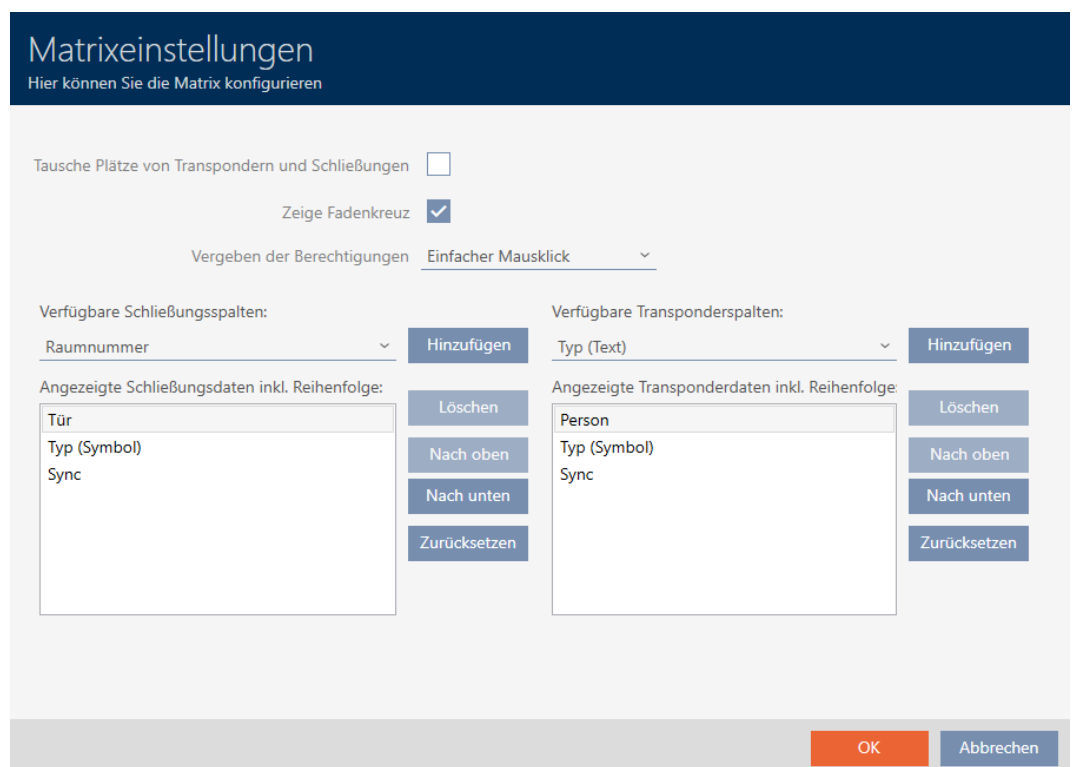 Matrixeinstellungen
Hier können Sie die Matrix konfigurieren
Tausche Plätze von Transpondern und Schließungen
Zeige Fadenkreuz
Vergeben der Berechtigungen Einfacher Mausklick
Verfügbare Schließungsspalten:
Raumnummer
Hinzufügen
Angezeigte Schließungsdaten inkl. Reihenfolge:
Tür
Typ (Symbol)
Sync
Löschen
Nach oben
Nach unten
Zurücksetzen
Verfügbare Transponderspalten:
Typ (Text)
Hinzufügen
Angezeigte Transponderdaten inkl. Reihenfolge:
Person
Typ (Symbol)
Sync
Löschen
Nach oben
Nach unten
Zurücksetzen
OK
Abbrechen